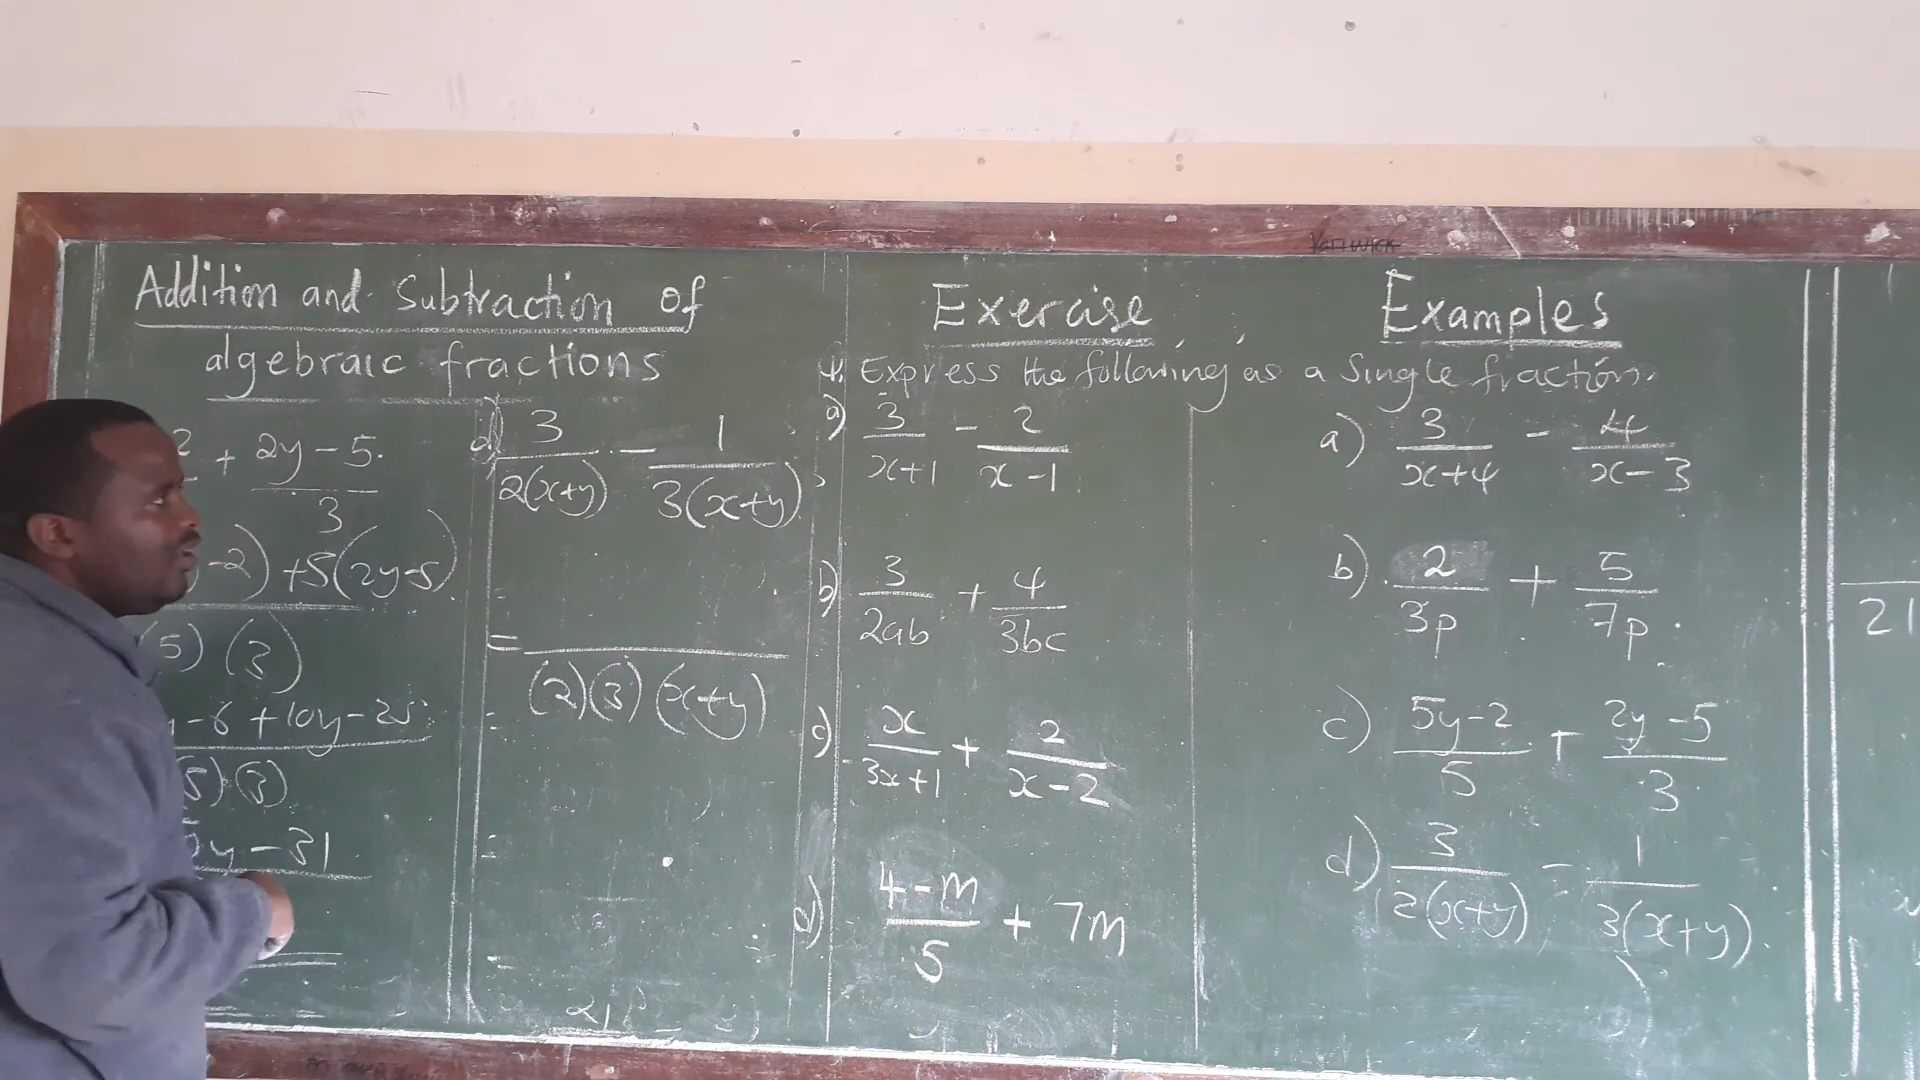 Addition and Subtraction of
algebraic fractions
2
+ 2y-5
3
-2) +5(2y-5)
(5) (3)
-6 + 10y-25
(5)(3)
y - 31
d) 3 - 1
2(x+y) 3(x+y)
=
(2)(3)(x+y)
Exercise
Express the following as a single fraction.
a) 3 - 2
x+1 x-1
b) 3 + 4
2ab 3bc
c) x + 2
3x+1 x-2
d) 4-m + 7m
5
Examples
a) 3 - 4
x+4 x-3
b) 2 + 5
3p 7p
c) 5y-2 + 2y-5
5 3
d) 3 - 1
2(x+y) 3(x+y)
21